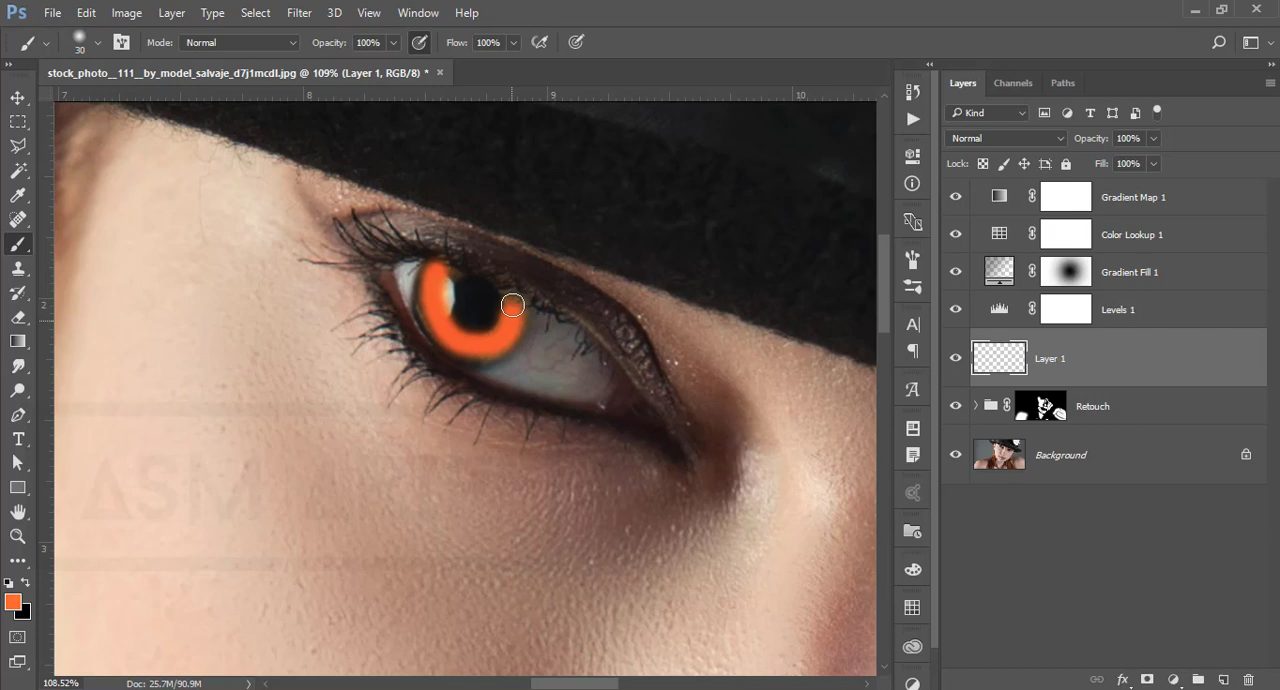 Ps File Edit Image Layer Type Select Filter 3D View Window Help
30 Mode: Normal Opacity: 100% Flow: 100%
stock_photo__111__by_model_salvaje_d7j1mcdl.jpg @ 109% (Layer 1, RGB/8) * ×
7 8 9 10
2
3
Layers Channels Paths
Kind
Normal Opacity: 100%
Lock: Fill: 100%
Gradient Map 1
Color Lookup 1
Gradient Fill 1
Levels 1
Layer 1
Retouch
Background
108.52% Doc: 25.7M/90.9M